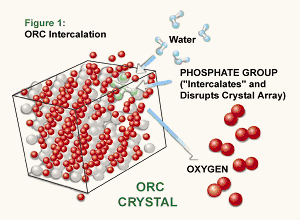 Figure 1:
ORC Intercalation
Water
PHOSPHATE GROUP
("Intercalates" and
Disrupts Crystal Array)
OXYGEN
ORC
CRYSTAL